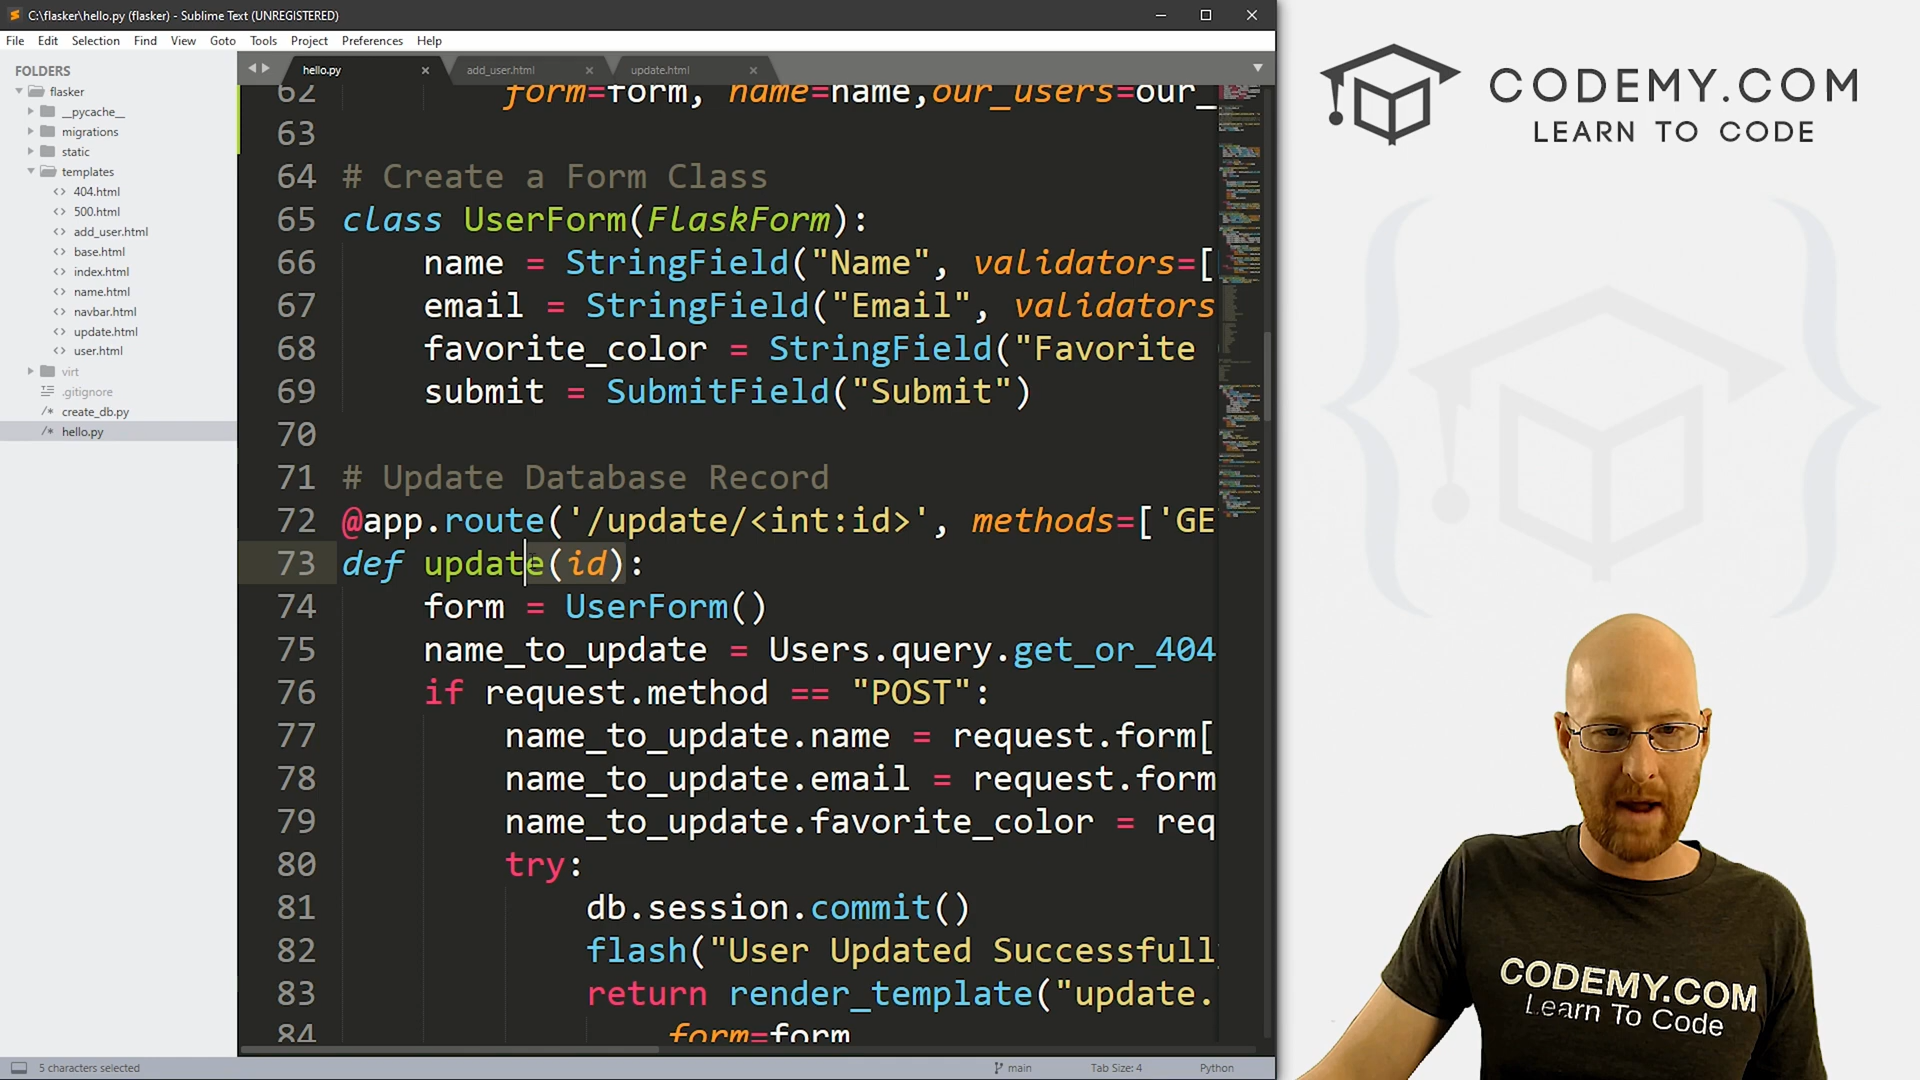 C:\flasker\hello.py (flasker) - Sublime Text (UNREGISTERED)
File Edit Selection Find View Goto Tools Project Preferences Help
FOLDERS
flasker
__pycache__
migrations
static
templates
404.html
500.html
add_user.html
base.html
index.html
name.html
navbar.html
update.html
user.html
virt
.gitignore
create_db.py
hello.py
hello.py add_user.html update.html
62 form=form, name=name,our_users=our_
63
64 # Create a Form Class
65 class UserForm(FlaskForm):
66 name = StringField("Name", validators=[
67 email = StringField("Email", validators
68 favorite_color = StringField("Favorite
69 submit = SubmitField("Submit")
70
71 # Update Database Record
72 @app.route('/update/<int:id>', methods=['GE
73 def update(id):
74 form = UserForm()
75 name_to_update = Users.query.get_or_404
76 if request.method == "POST":
77 name_to_update.name = request.form[
78 name_to_update.email = request.form
79 name_to_update.favorite_color = req
80 try:
81 db.session.commit()
82 flash("User Updated Successfull
83 return render_template("update.
84 form=form
5 characters selected
main
Tab Size: 4
Python
CODEMY.COM
LEARN TO CODE
CODEMY.COM
Learn To Code